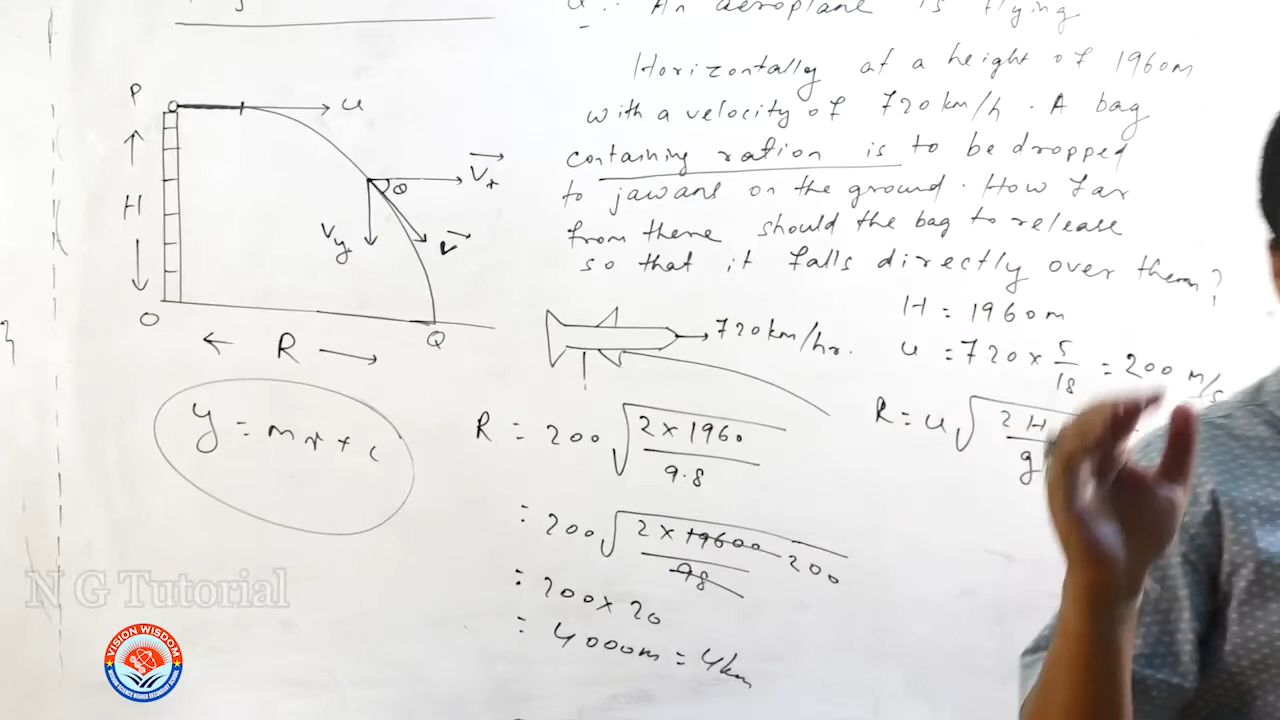 An aeroplane is flying
Horizontally at a height of 1960m
with a velocity of 720km/h. A bag
containing ration is to be dropped
to jawans on the ground. How far
from there should the bag to release
so that it falls directly over them?
P
u
H
Vx
θ
Vy
V
O
R
Q
y = mx + c
720km/hr.
H = 1960m
u = 720 × 5/18 = 200 m/s
R = u√(2H/g)
R = 200√(2 × 1960/9.8)
= 200√(2 × 19600/98) 200
= 200 × 20
= 4000m = 4km
N G Tutorial
VISION WISDOM